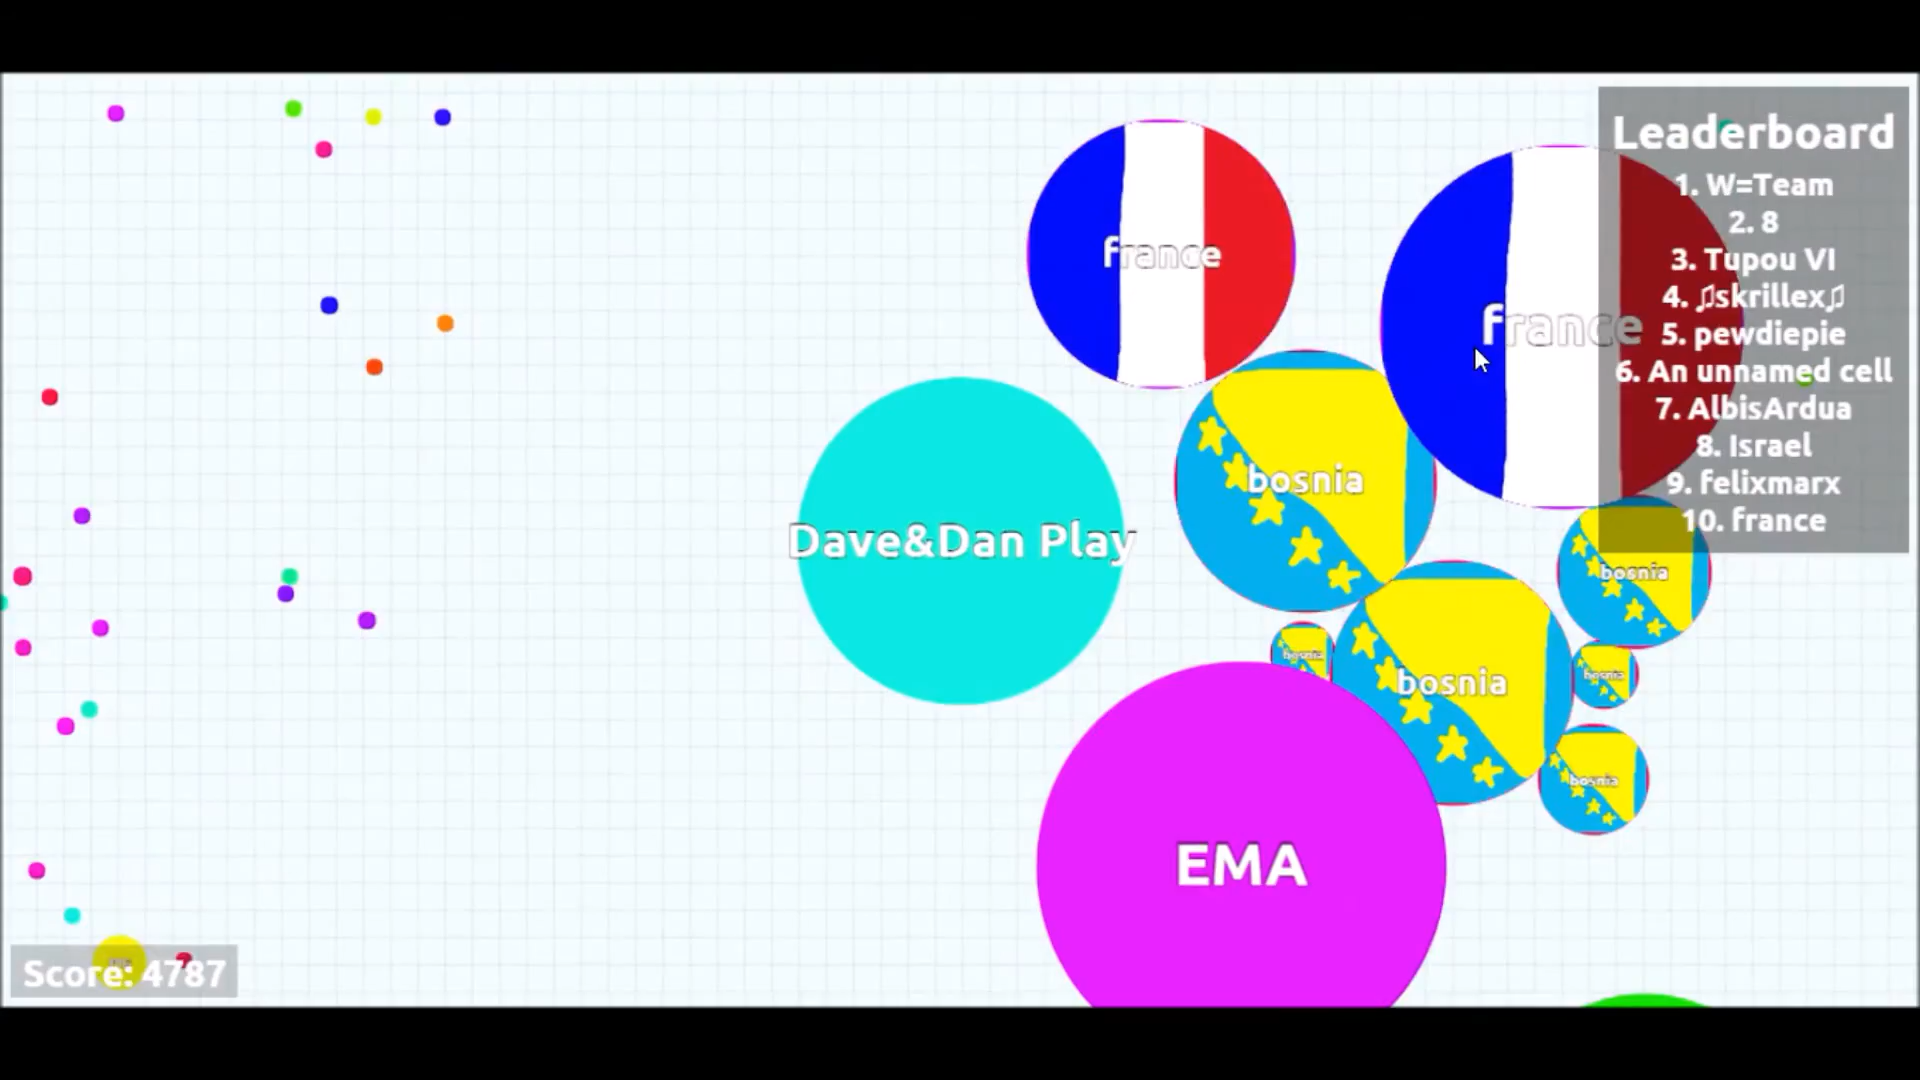 Leaderboard
1. W=Team
2. 8
3. Tupou VI
4. ♫skrillex♫
5. pewdiepie
6. An unnamed cell
7. AlbisArdua
8. Israel
9. felixmarx
10. france
france
france
bosnia
Dave&Dan Play
bosnia
bosnia
bosnia
bosnia
bosnia
EMA
Score: 4787